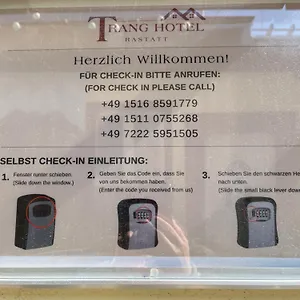 TRANG HOTEL
RASTATT
Herzlich Willkommen!
FÜR CHECK-IN BITTE ANRUFEN:
(FOR CHECK IN PLEASE CALL)
+49 1516 8591779
+49 1511 0755268
+49 7222 5951505
SELBST CHECK-IN EINLEITUNG:
1. Fenster runter schieben.
(Slide down the window.)
2. Geben Sie das Code ein, dass Sie
von uns bekommen haben.
(Enter the code you received from us)
3. Schieben Sie den schwarzen He
nach unten.
(Slide the small black lever down